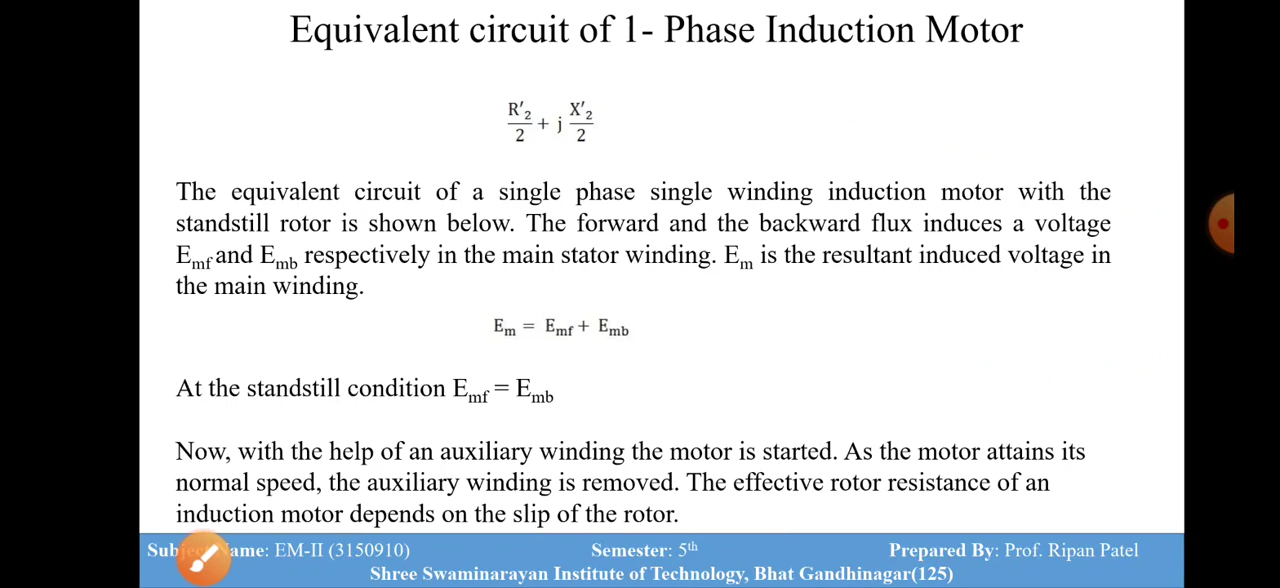 Equivalent circuit of 1- Phase Induction Motor
R′₂/2 + j X′₂/2
The equivalent circuit of a single phase single winding induction motor with the
standstill rotor is shown below. The forward and the backward flux induces a voltage
Emf and Emb respectively in the main stator winding. Em is the resultant induced voltage in
the main winding.
Em = Emf + Emb
At the standstill condition Emf = Emb
Now, with the help of an auxiliary winding the motor is started. As the motor attains its
normal speed, the auxiliary winding is removed. The effective rotor resistance of an
induction motor depends on the slip of the rotor.
Subject Name: EM-II (3150910) Semester: 5th Prepared By: Prof. Ripan Patel
Shree Swaminarayan Institute of Technology, Bhat Gandhinagar(125)